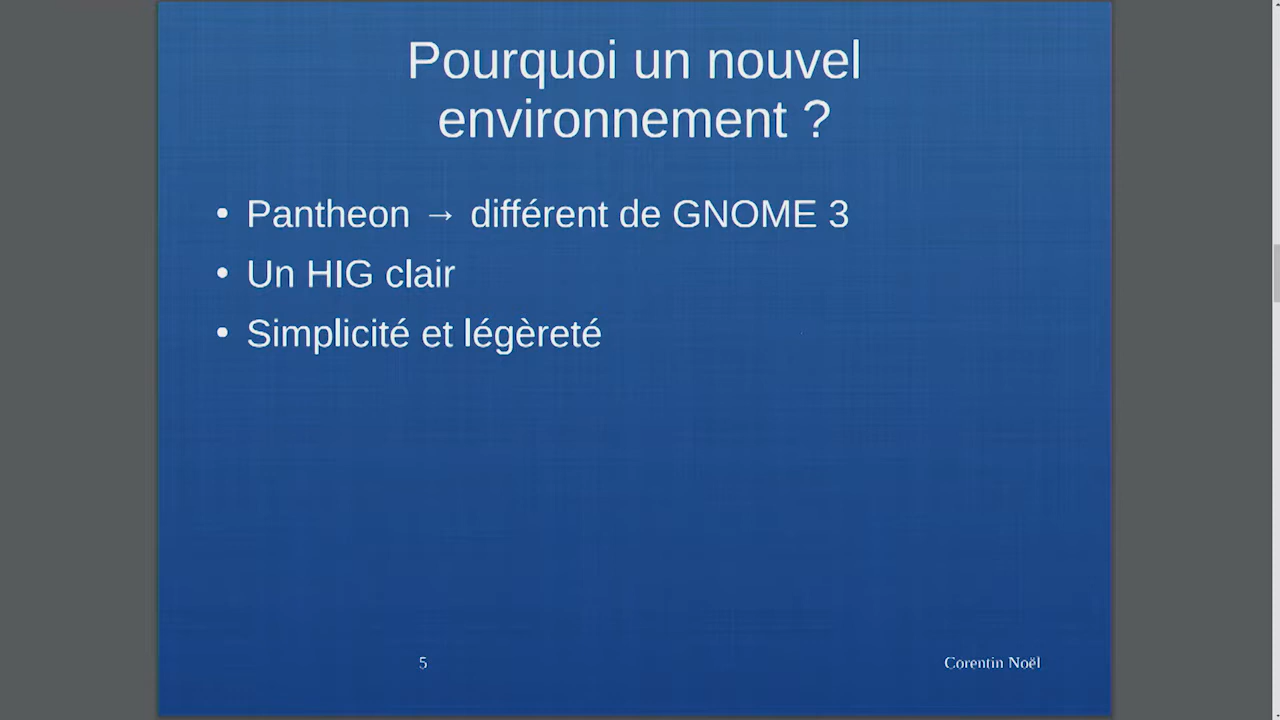 Pourquoi un nouvel
environnement ?
• Pantheon → différent de GNOME 3
• Un HIG clair
• Simplicité et légèreté
5
Corentin Noël